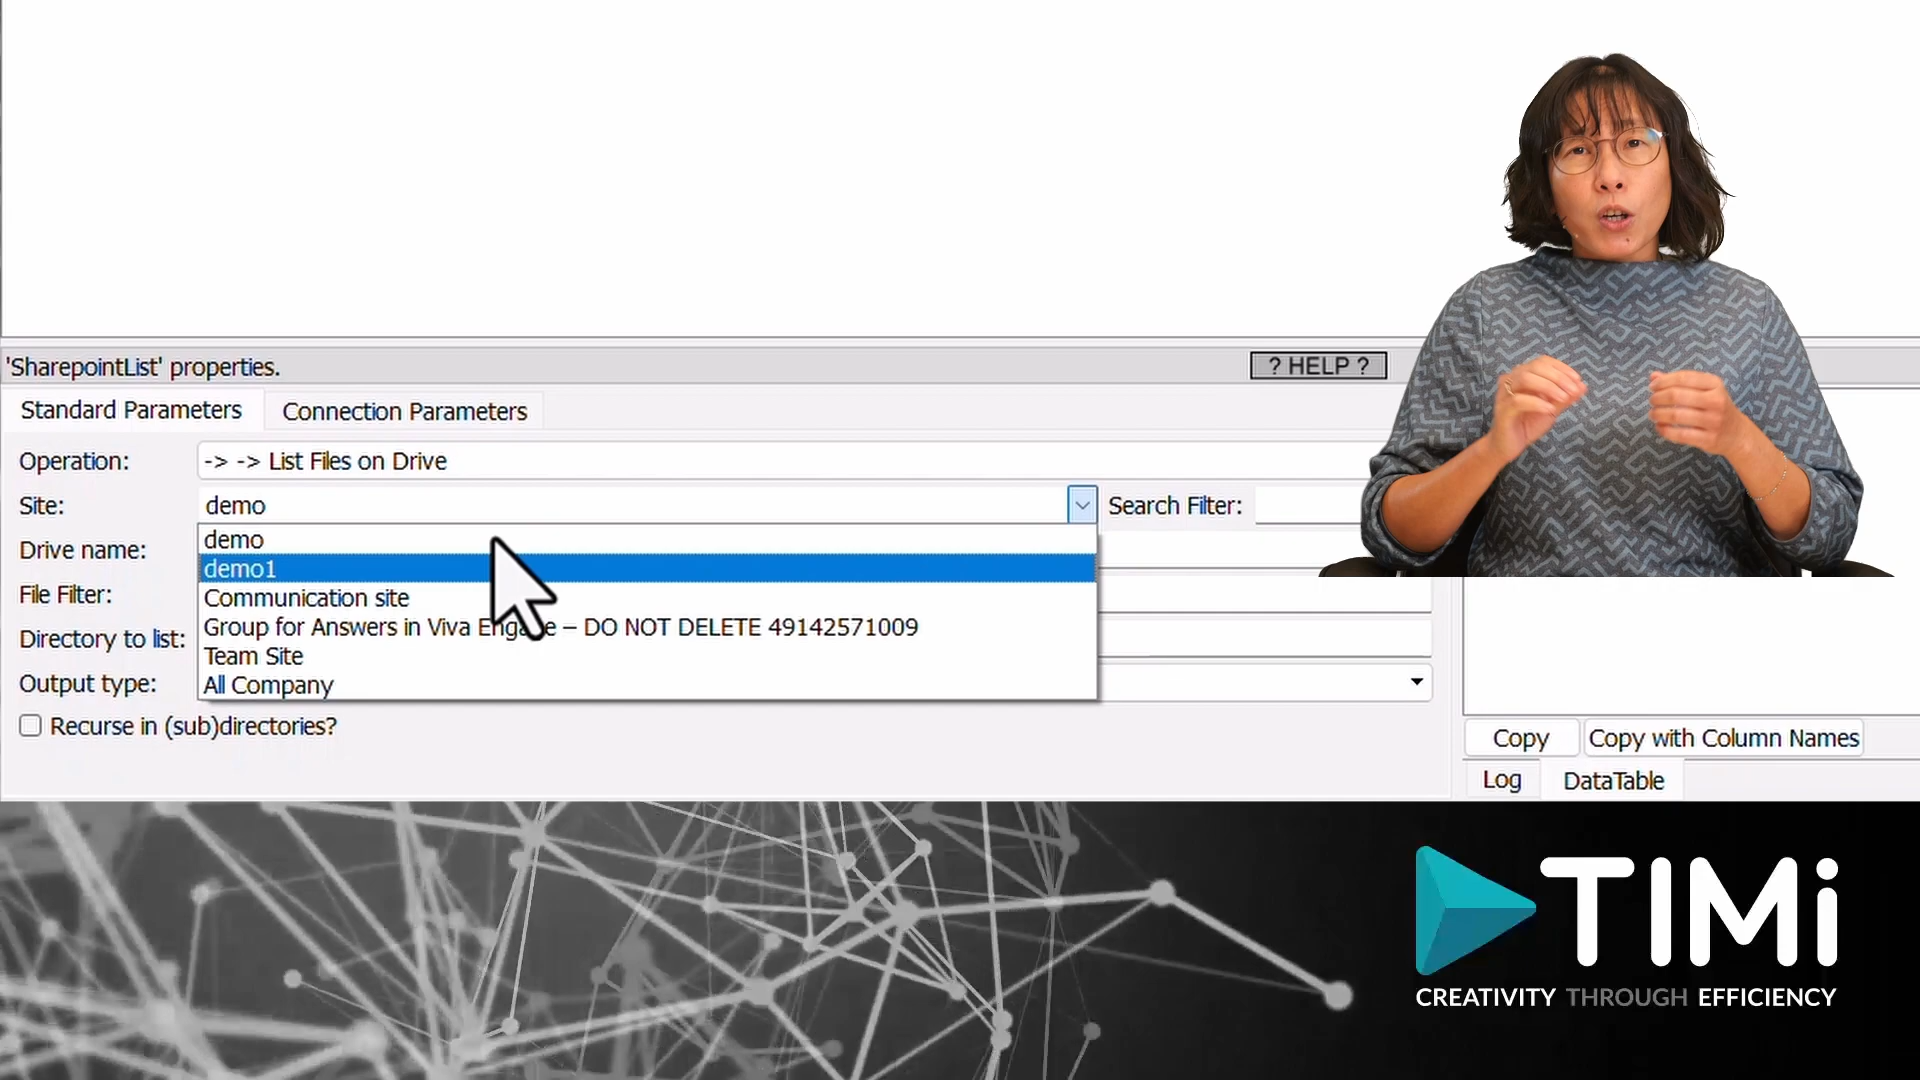 'SharepointList' properties.
? HELP ?
Standard Parameters
Connection Parameters
Operation:
-> -> List Files on Drive
Site:
demo
Search Filter:
demo
Drive name:
demo1
File Filter:
Communication site
Group for Answers in Viva Engage – DO NOT DELETE 49142571009
Directory to list:
Team Site
Output type:
All Company
Recurse in (sub)directories?
Copy
Copy with Column Names
Log
DataTable
TIMi
CREATIVITY THROUGH EFFICIENCY